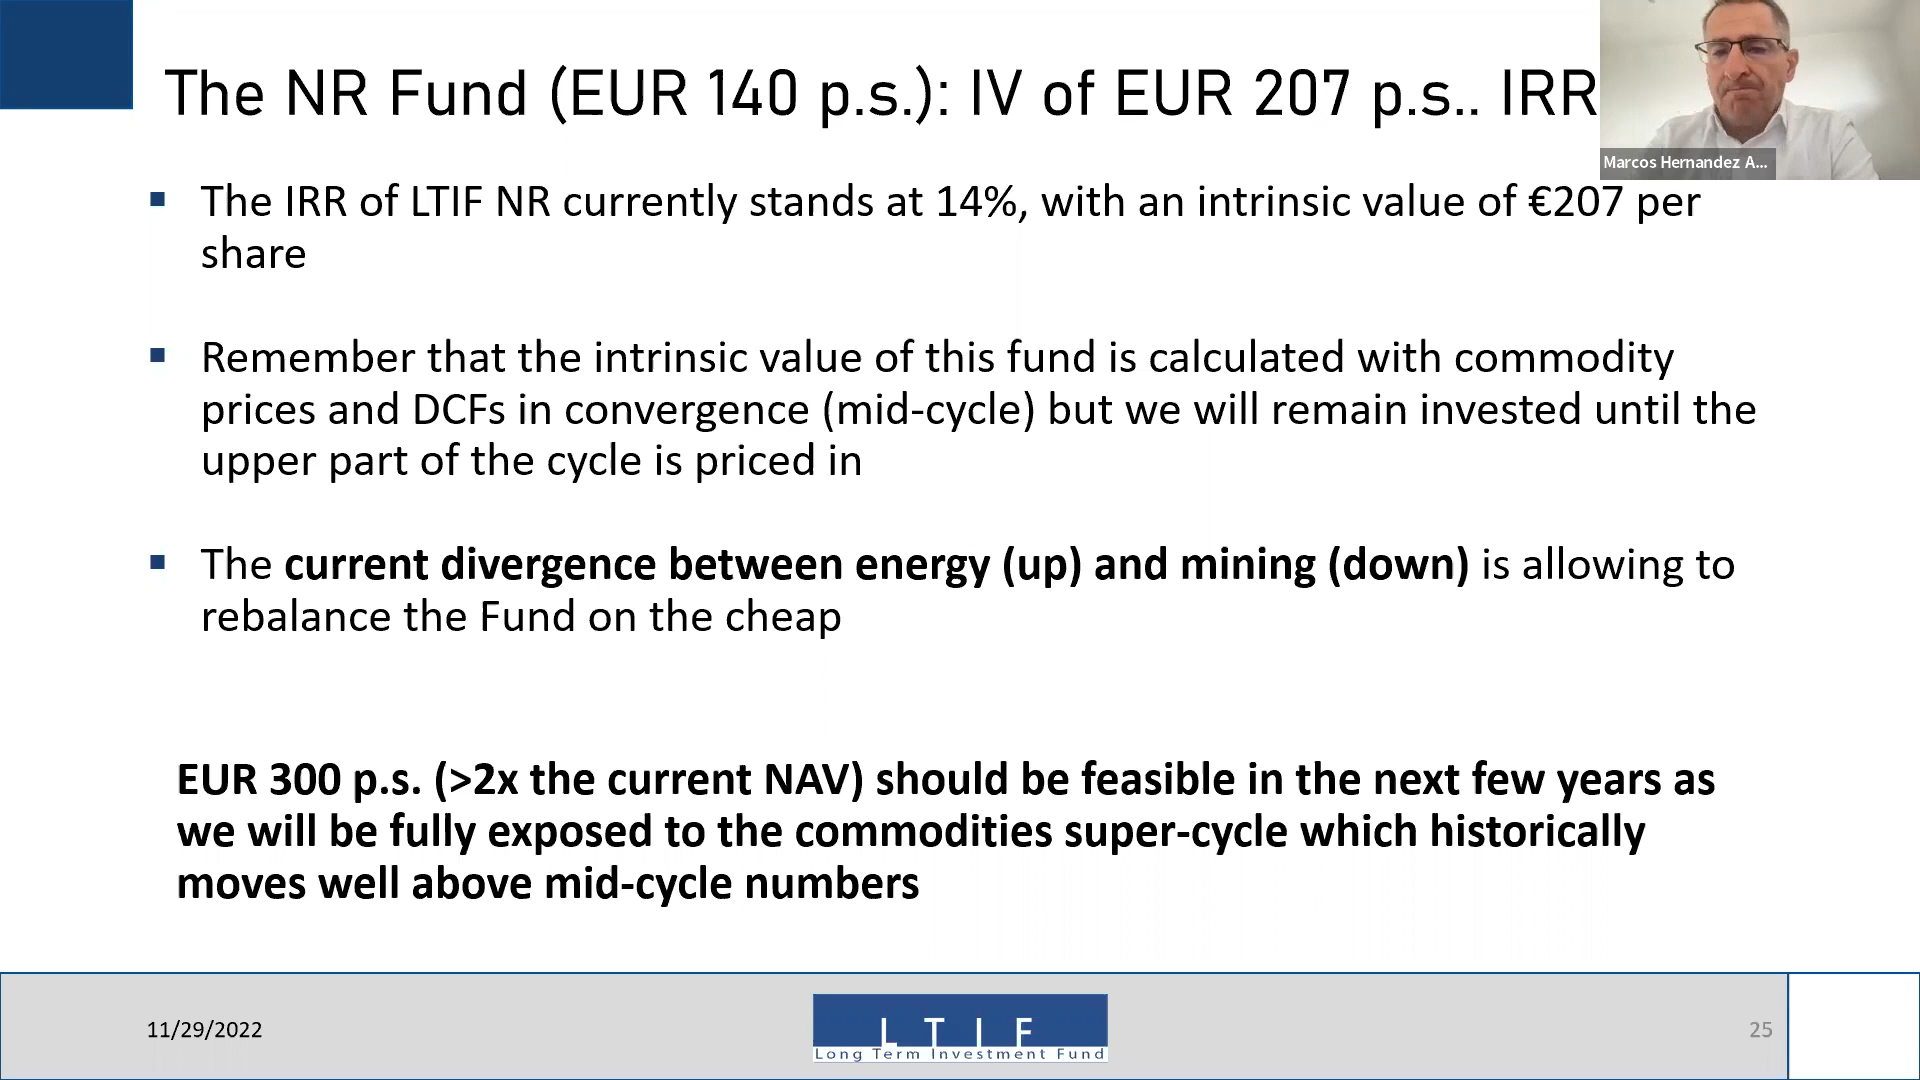 The NR Fund (EUR 140 p.s.): IV of EUR 207 p.s.. IRR
Marcos Hernandez A...
The IRR of LTIF NR currently stands at 14%, with an intrinsic value of €207 per
share
Remember that the intrinsic value of this fund is calculated with commodity
prices and DCFs in convergence (mid-cycle) but we will remain invested until the
upper part of the cycle is priced in
The current divergence between energy (up) and mining (down) is allowing to
rebalance the Fund on the cheap
EUR 300 p.s. (>2x the current NAV) should be feasible in the next few years as
we will be fully exposed to the commodities super-cycle which historically
moves well above mid-cycle numbers
11/29/2022
LTIF
Long Term Investment Fund
25